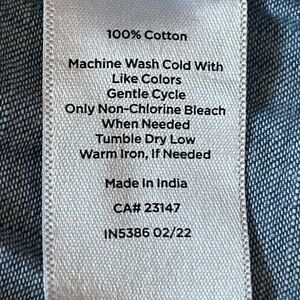 100% Cotton
Machine Wash Cold With
Like Colors
Gentle Cycle
Only Non-Chlorine Bleach
When Needed
Tumble Dry Low
Warm Iron, If Needed
Made In India
CA# 23147
IN5386 02/22